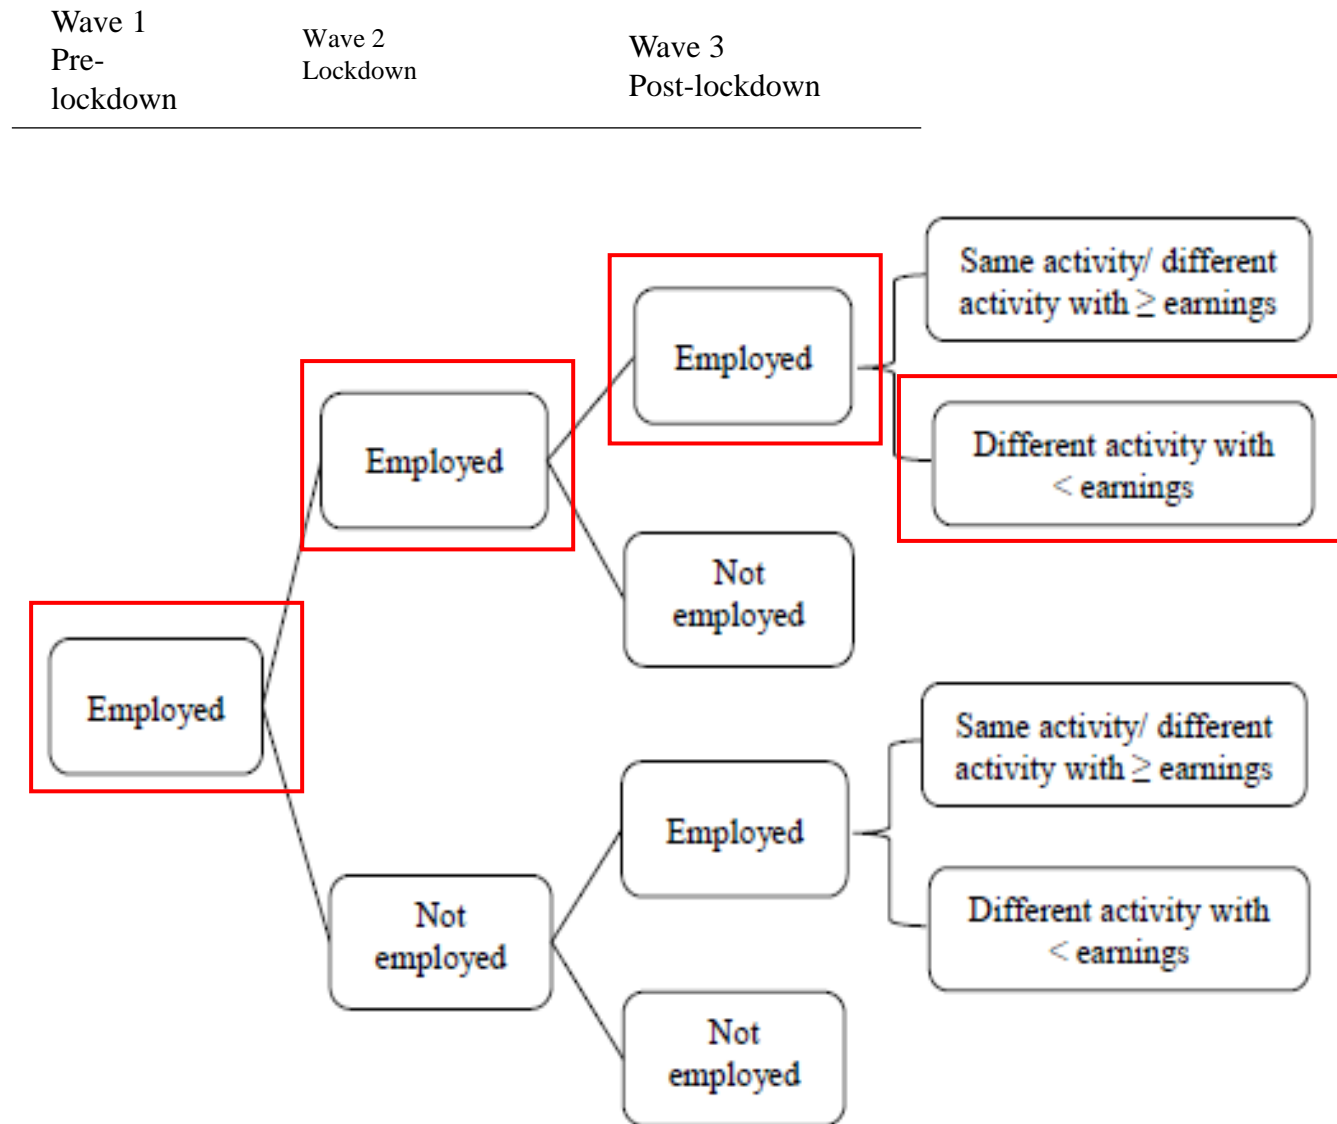 Wave 1
Pre-
lockdown
Wave 2
Lockdown
Wave 3
Post-lockdown
Same activity/ different
activity with ≥ earnings
Employed
Different activity with
< earnings
Employed
Not
employed
Employed
Same activity/ different
activity with ≥ earnings
Employed
Different activity with
< earnings
Not
employed
Not
employed